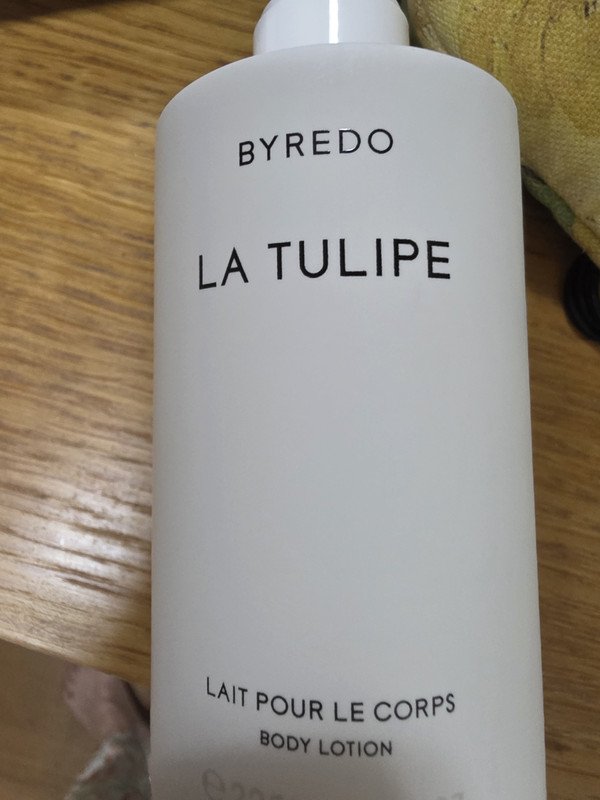 BYREDO
LA TULIPE
LAIT POUR LE CORPS
BODY LOTION